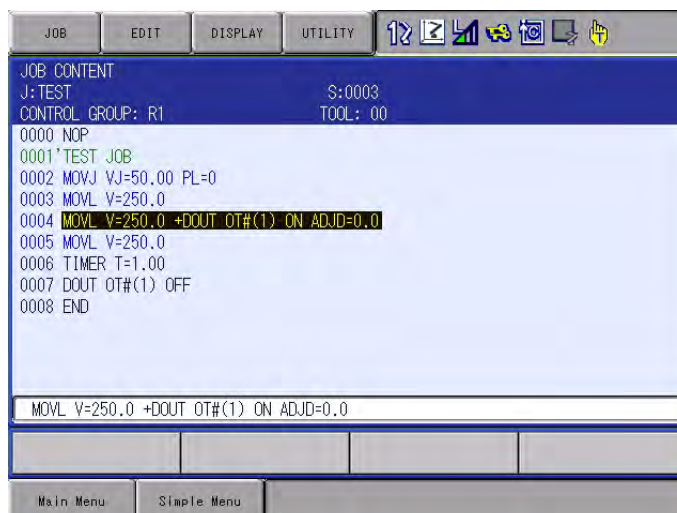 JOB EDIT DISPLAY UTILITY
JOB CONTENT
J:TEST S:0003
CONTROL GROUP: R1 TOOL: 00
0000 NOP
0001'TEST JOB
0002 MOVJ VJ=50.00 PL=0
0003 MOVL V=250.0
0004 MOVL V=250.0 +DOUT OT#(1) ON ADJD=0.0
0005 MOVL V=250.0
0006 TIMER T=1.00
0007 DOUT OT#(1) OFF
0008 END
MOVL V=250.0 +DOUT OT#(1) ON ADJD=0.0
Main Menu Simple Menu